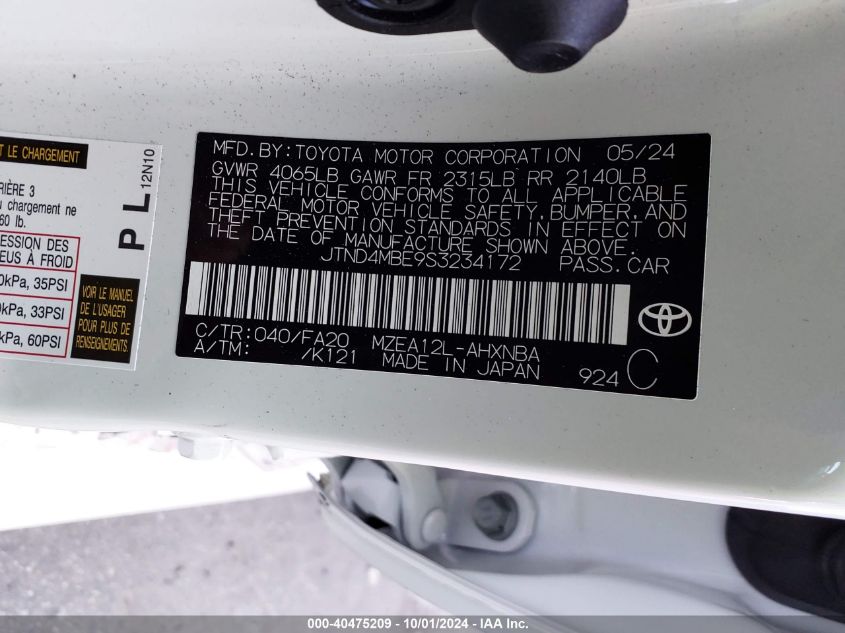 T LE CHARGEMENT
RIÈRE 3
u chargement ne
60 lb.
ESSION DES
EUS À FROID
0kPa, 35PSI
0kPa, 33PSI
kPa, 60PSI
VOIR LE MANUEL
DE L'USAGER
POUR PLUS DE
RENSEIGNEMENTS
P L
12N10
MFD. BY: TOYOTA MOTOR CORPORATION 05/24
GVWR 4065LB GAWR FR 2315LB RR 2140LB
THIS VEHICLE CONFORMS TO ALL APPLICABLE
FEDERAL MOTOR VEHICLE SAFETY, BUMPER, AND
THEFT PREVENTION STANDARDS IN EFFECT ON
THE DATE OF MANUFACTURE SHOWN ABOVE.
JTND4MBE9S3234172 PASS. CAR
C/TR: 040/FA20 MZEA12L-AHXNBA
A/TM: /K121 MADE IN JAPAN 924 C
000-40475209 - 10/01/2024 - IAA Inc.